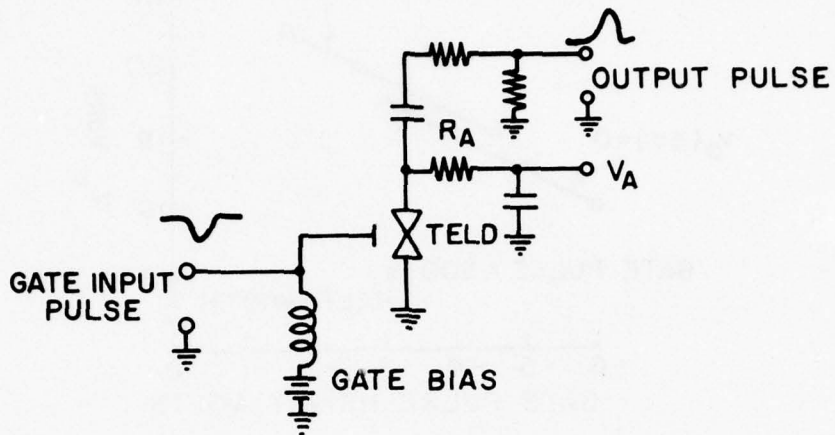 OUTPUT PULSE
R_A
V_A
TELD
GATE INPUT
PULSE
GATE BIAS